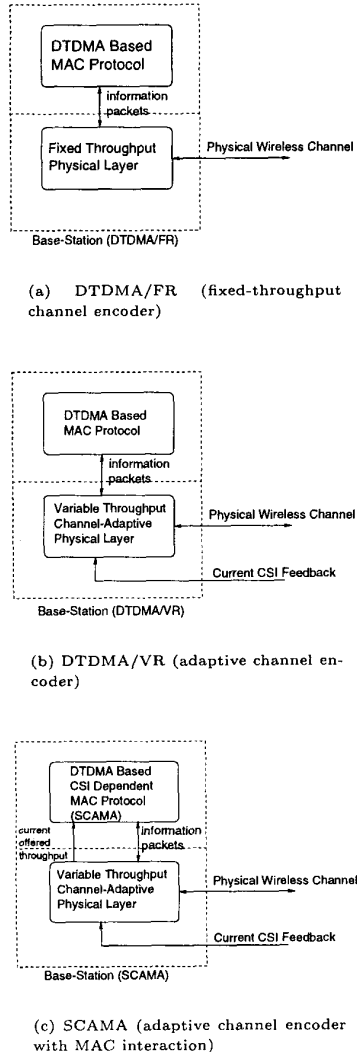 DTDMA Based
MAC Protocol
information
packets
Fixed Throughput
Physical Layer
Physical Wireless Channel
Base-Station (DTDMA/FR)
(a) DTDMA/FR (fixed-throughput
channel encoder)
DTDMA Based
MAC Protocol
information
packets
Variable Throughput
Channel-Adaptive
Physical Layer
Physical Wireless Channel
Current CSI Feedback
Base-Station (DTDMA/VR)
(b) DTDMA/VR (adaptive channel en-
coder)
DTDMA Based
CSI Dependent
MAC Protocol
(SCAMA)
current
offered
throughput
information
packets
Variable Throughput
Channel-Adaptive
Physical Layer
Physical Wireless Channel
Current CSI Feedback
Base-Station (SCAMA)
(c) SCAMA (adaptive channel encoder
with MAC interaction)